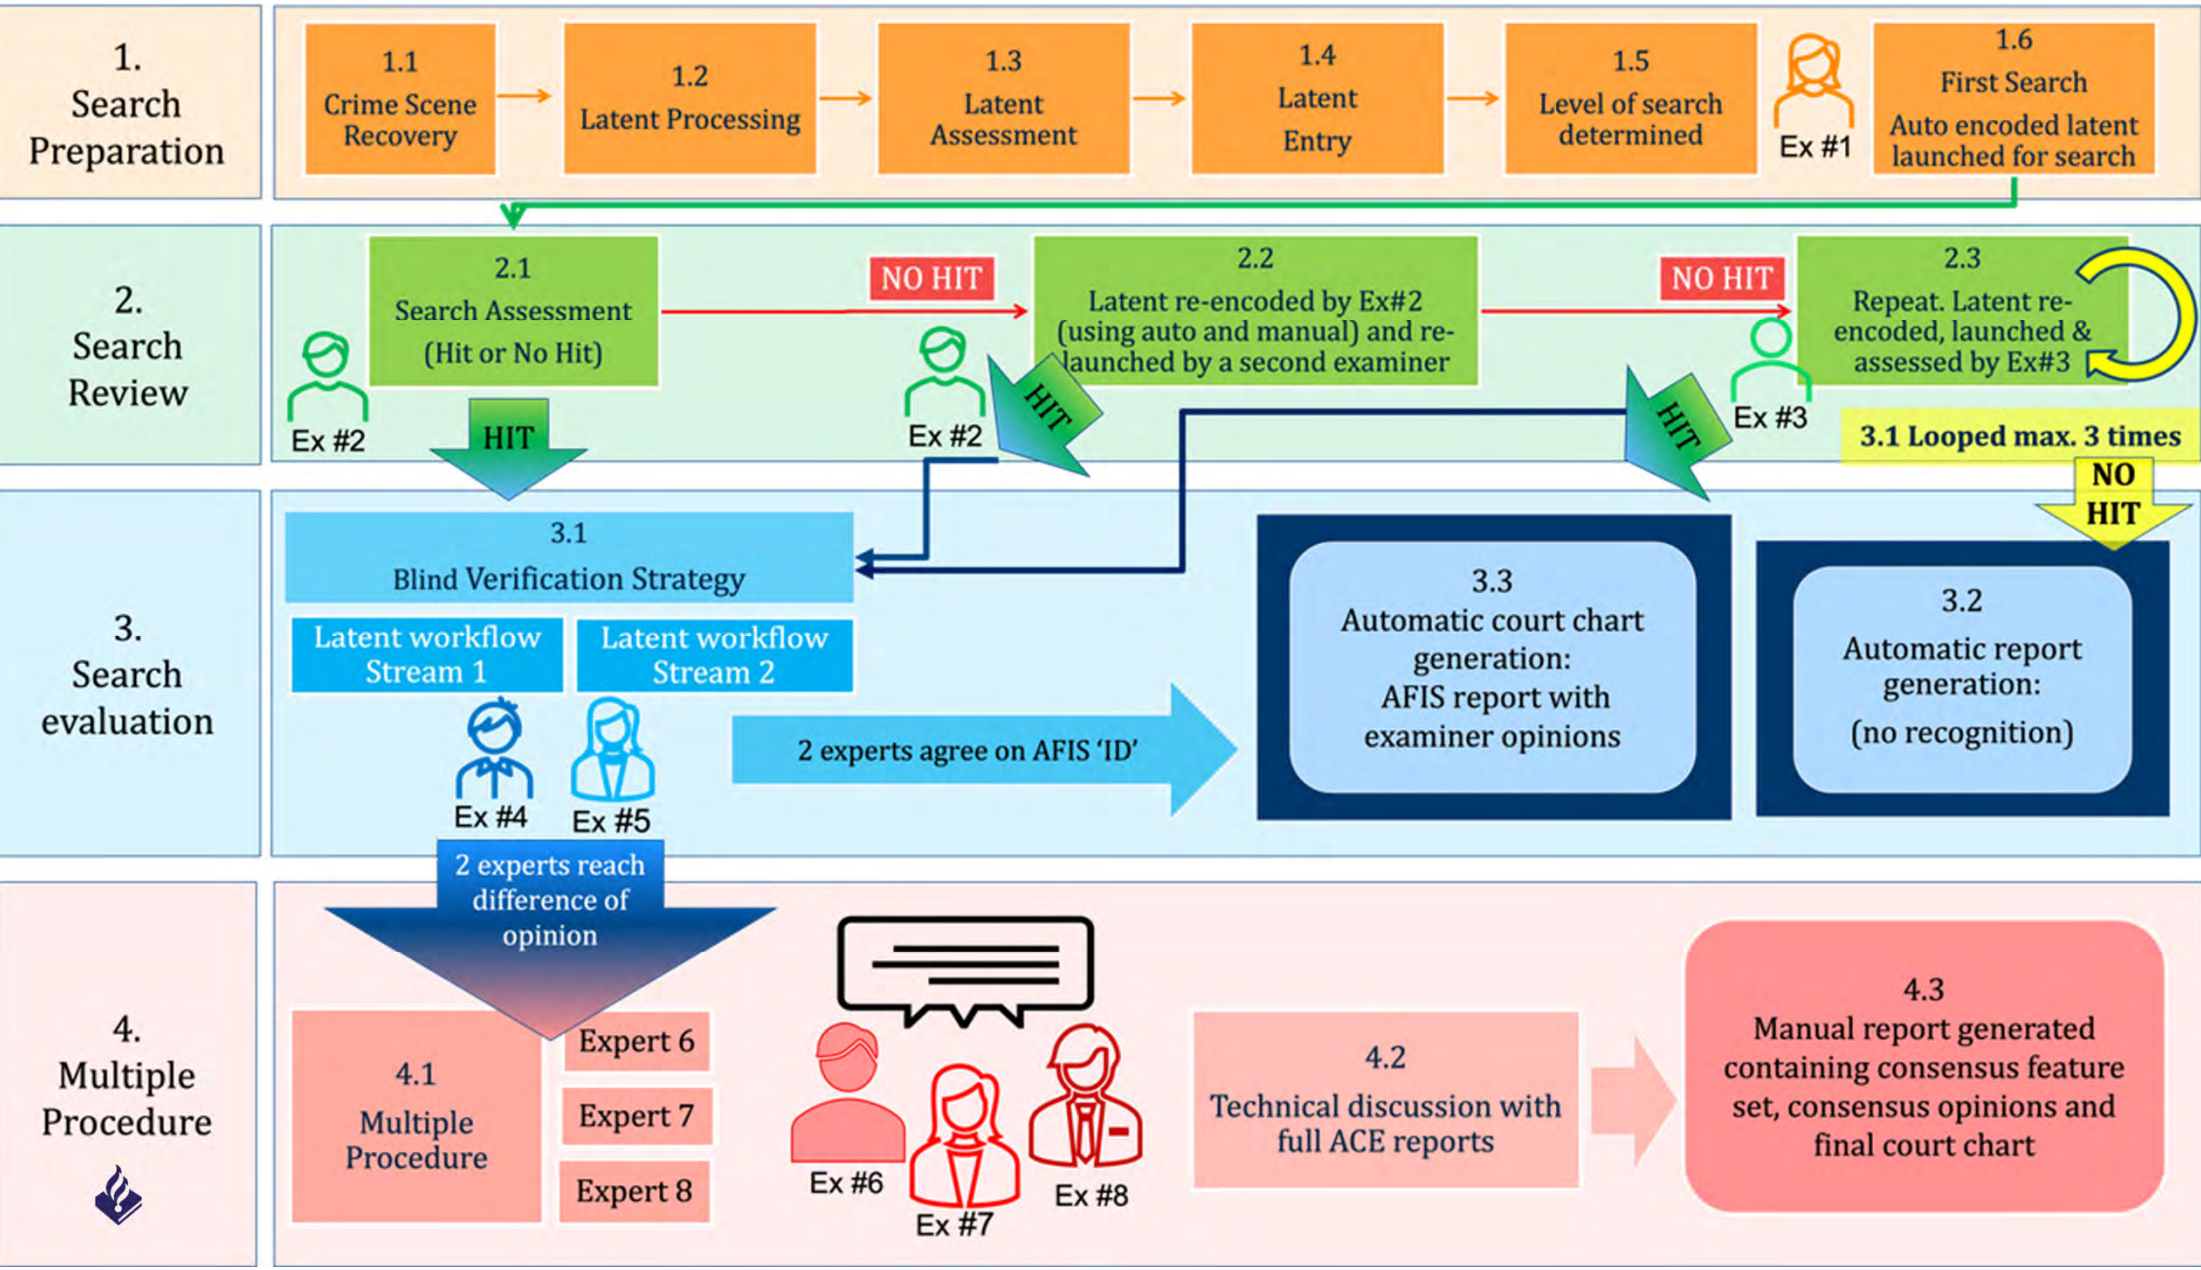 1.
Search
Preparation
1.1
Crime Scene
Recovery
1.2
Latent Processing
1.3
Latent
Assessment
1.4
Latent
Entry
1.5
Level of search
determined
Ex #1
1.6
First Search
Auto encoded latent
launched for search
2.
Search
Review
2.1
Search Assessment
(Hit or No Hit)
Ex #2
HIT
NO HIT
2.2
Latent re-encoded by Ex#2
(using auto and manual) and re-
launched by a second examiner
Ex #2
HIT
NO HIT
2.3
Repeat. Latent re-
encoded, launched &
assessed by Ex#3
Ex #3
HIT
3.1 Looped max. 3 times
NO
HIT
3.
Search
evaluation
3.1
Blind Verification Strategy
Latent workflow
Stream 1
Latent workflow
Stream 2
Ex #4
Ex #5
2 experts agree on AFIS ‘ID’
3.3
Automatic court chart
generation:
AFIS report with
examiner opinions
3.2
Automatic report
generation:
(no recognition)
2 experts reach
difference of
opinion
4.
Multiple
Procedure
4.1
Multiple
Procedure
Expert 6
Expert 7
Expert 8
Ex #6
Ex #7
Ex #8
4.2
Technical discussion with
full ACE reports
4.3
Manual report generated
containing consensus feature
set, consensus opinions and
final court chart